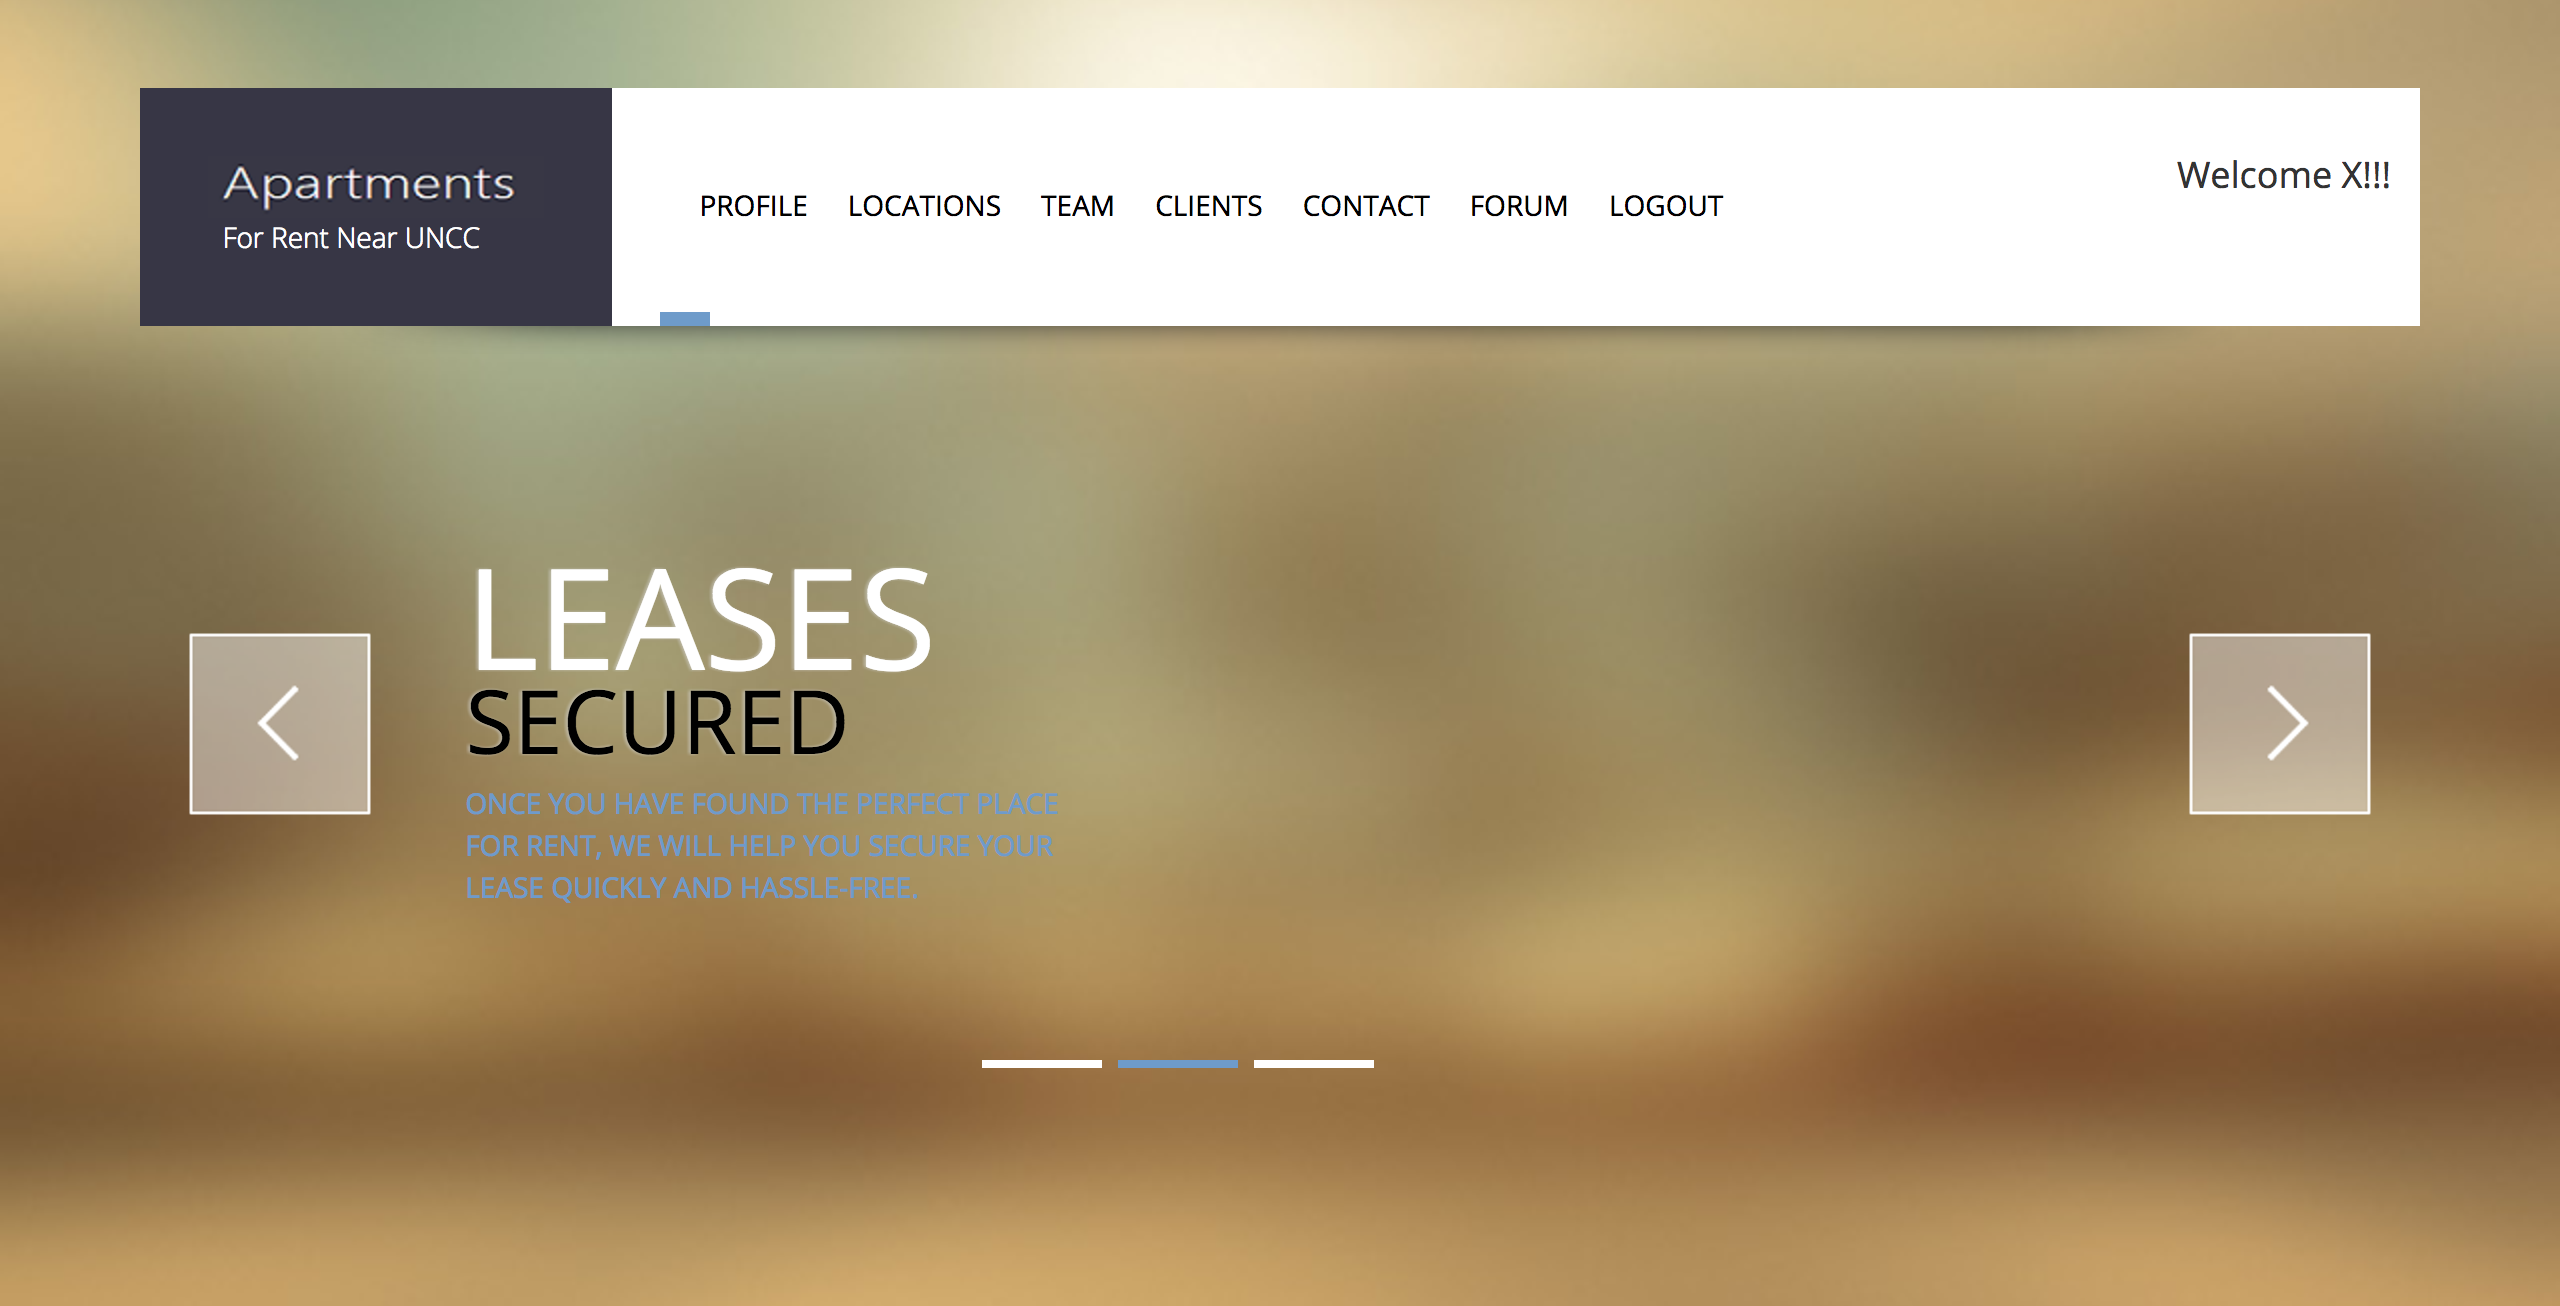 Apartments
For Rent Near UNCC
PROFILE LOCATIONS TEAM CLIENTS CONTACT FORUM LOGOUT
Welcome X!!!
LEASES
SECURED
ONCE YOU HAVE FOUND THE PERFECT PLACE
FOR RENT, WE WILL HELP YOU SECURE YOUR
LEASE QUICKLY AND HASSLE-FREE.